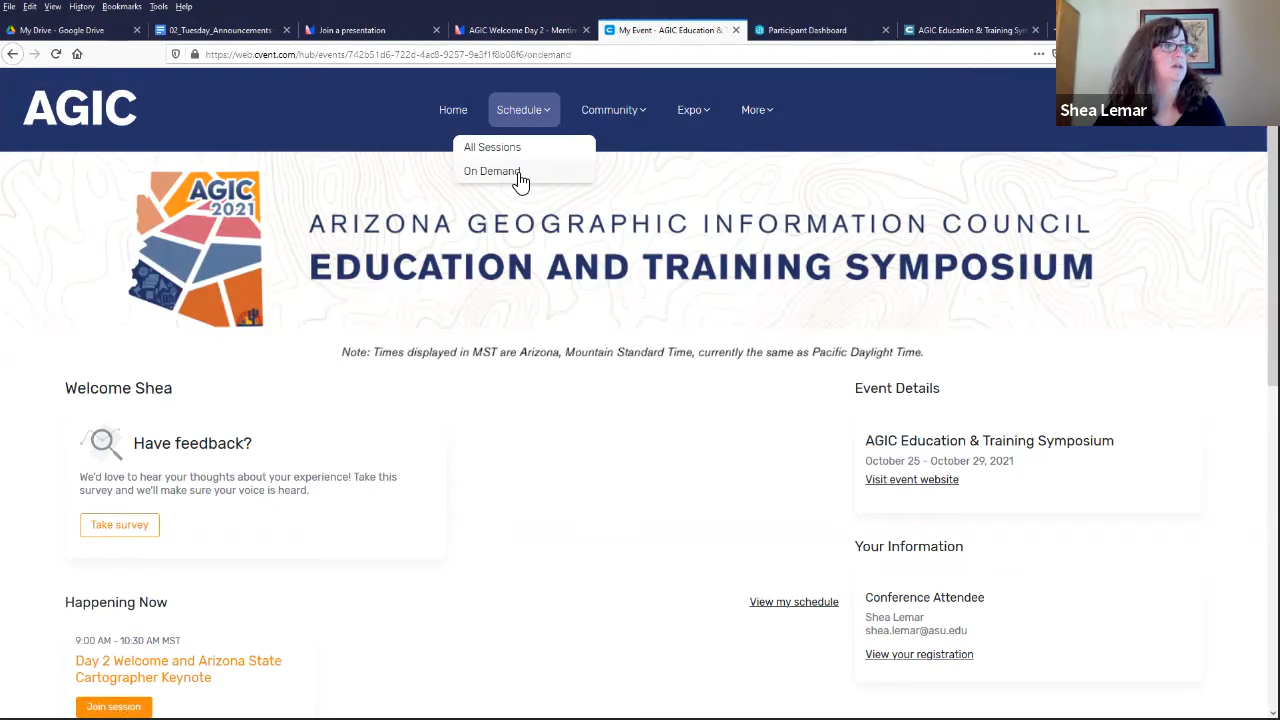 File Edit View History Bookmarks Tools Help
My Drive - Google Drive
02_Tuesday_Announcements
Join a presentation
AGIC Welcome Day 2 - Mentim
My Event - AGIC Education & T
Participant Dashboard
AGIC Education & Training Sym
https://web.cvent.com/hub/events/742b51d6-722d-4ac8-9257-9e3f1f8b08f6/ondemand
Shea Lemar
AGIC
Home
Schedule
Community
Expo
More
All Sessions
On Demand
AGIC
2021
ARIZONA GEOGRAPHIC INFORMATION COUNCIL
EDUCATION AND TRAINING SYMPOSIUM
Note: Times displayed in MST are Arizona, Mountain Standard Time, currently the same as Pacific Daylight Time.
Welcome Shea
Have feedback?
We'd love to hear your thoughts about your experience! Take this
survey and we'll make sure your voice is heard.
Take survey
Happening Now
View my schedule
9:00 AM - 10:30 AM MST
Day 2 Welcome and Arizona State
Cartographer Keynote
Join session
Event Details
AGIC Education & Training Symposium
October 25 - October 29, 2021
Visit event website
Your Information
Conference Attendee
Shea Lemar
shea.lemar@asu.edu
View your registration